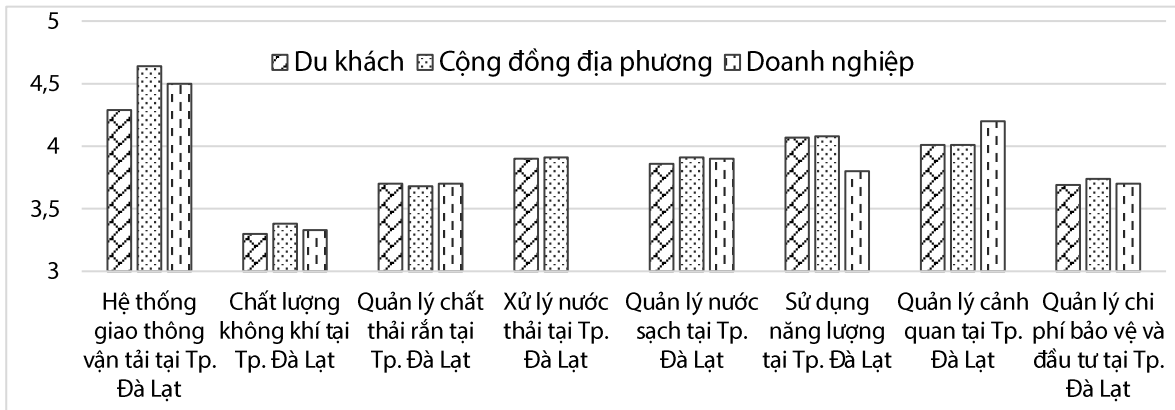 5
Du khách Cộng đồng địa phương Doanh nghiệp
4,5
4
3,5
3
Hệ thống
giao thông
vận tải tại Tp.
Đà Lạt
Chất lượng
không khí tại
Tp. Đà Lạt
Quản lý chất
thải rắn tại
Tp. Đà Lạt
Xử lý nước
thải tại Tp.
Đà Lạt
Quản lý nước
sạch tại Tp.
Đà Lạt
Sử dụng
năng lượng
tại Tp. Đà Lạt
Quản lý cảnh
quan tại Tp.
Đà Lạt
Quản lý chi
phí bảo vệ và
đầu tư tại Tp.
Đà Lạt